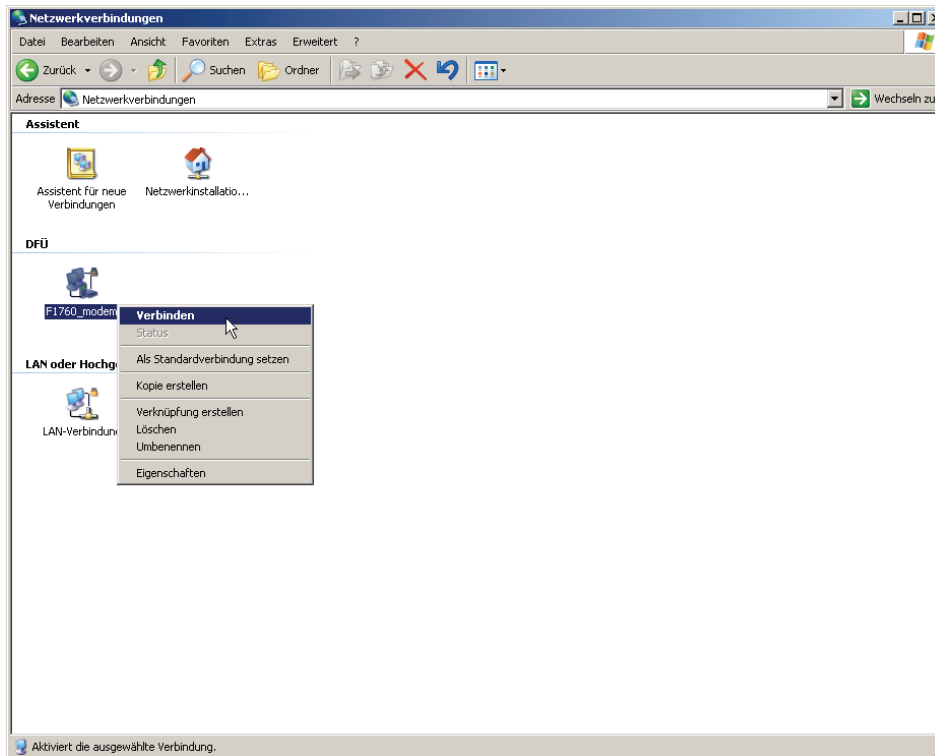 Netzwerkverbindungen
Datei Bearbeiten Ansicht Favoriten Extras Erweitert ?
Zurück Suchen Ordner
Adresse Netzwerkverbindungen Wechseln zu
Assistent
Assistent für neue Verbindungen
Netzwerkinstallatio...
DFÜ
F1760_modem
Verbinden
Status
Als Standardverbindung setzen
Kopie erstellen
Verknüpfung erstellen
Löschen
Umbenennen
Eigenschaften
LAN oder Hochg
LAN-Verbindun
Aktiviert die ausgewählte Verbindung.